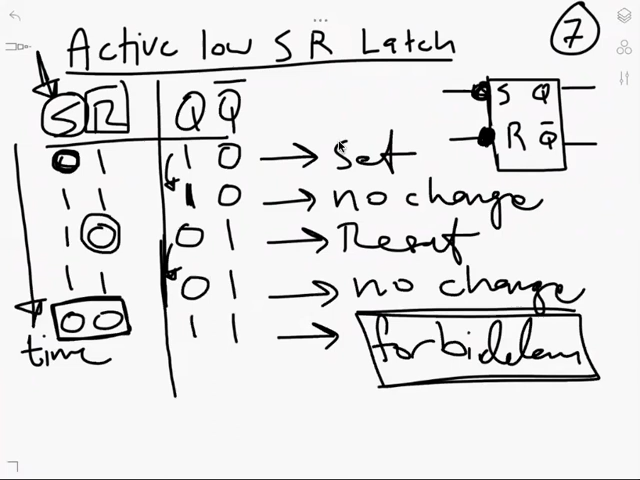 Active low SR Latch
7
S R Q Q̅
0 1 1 0 → Set
1 1 1 0 → no change
1 0 0 1 → Reset
1 1 0 1 → no change
0 0 1 1 → forbidden
time
S Q
R Q̅